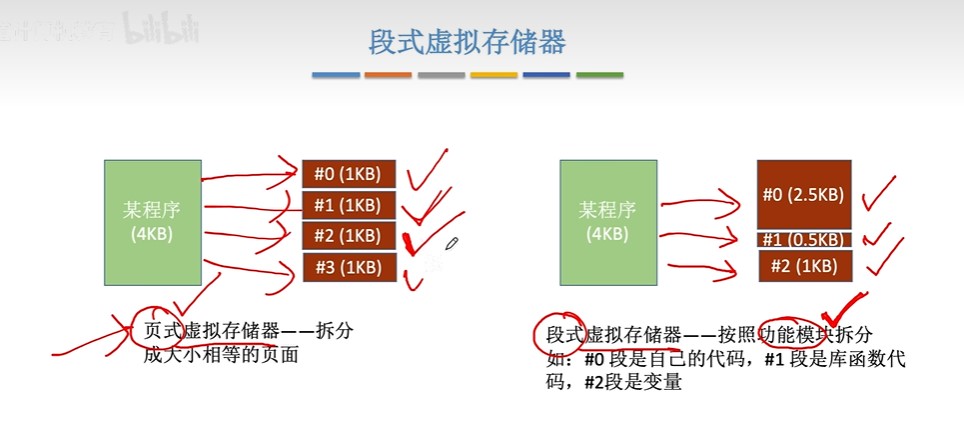 bilibili
段式虚拟存储器
某程序
(4KB)
#0 (1KB)
#1 (1KB)
#2 (1KB)
#3 (1KB)
页式虚拟存储器——拆分
成大小相等的页面
某程序
(4KB)
#0 (2.5KB)
#1 (0.5KB)
#2 (1KB)
段式虚拟存储器——按照功能模块拆分
如：#0 段是自己的代码，#1 段是库函数代
码，#2段是变量